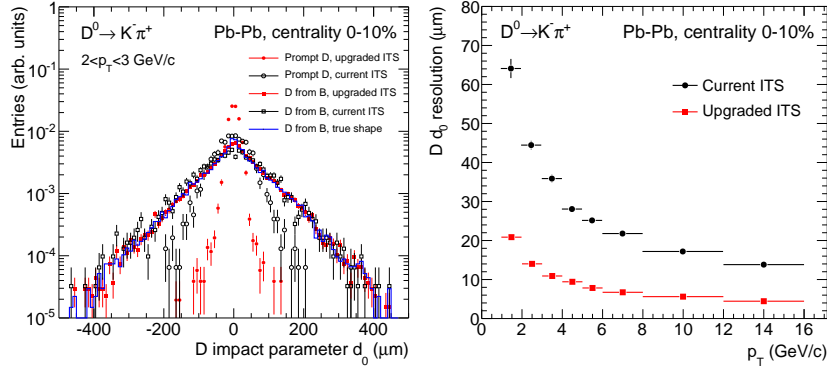 D⁰→K⁻π⁺
Pb-Pb, centrality 0-10%
2<p_T<3 GeV/c
Prompt D, upgraded ITS
Prompt D, current ITS
D from B, upgraded ITS
D from B, current ITS
D from B, true shape
Entries (arb. units)
1
10⁻¹
10⁻²
10⁻³
10⁻⁴
10⁻⁵
-400 -200 0 200 400
D impact parameter d₀ (μm)
D⁰→K⁻π⁺
Pb-Pb, centrality 0-10%
Current ITS
Upgraded ITS
D d₀ resolution (μm)
80
70
60
50
40
30
20
10
0
0 2 4 6 8 10 12 14 16
p_T (GeV/c)